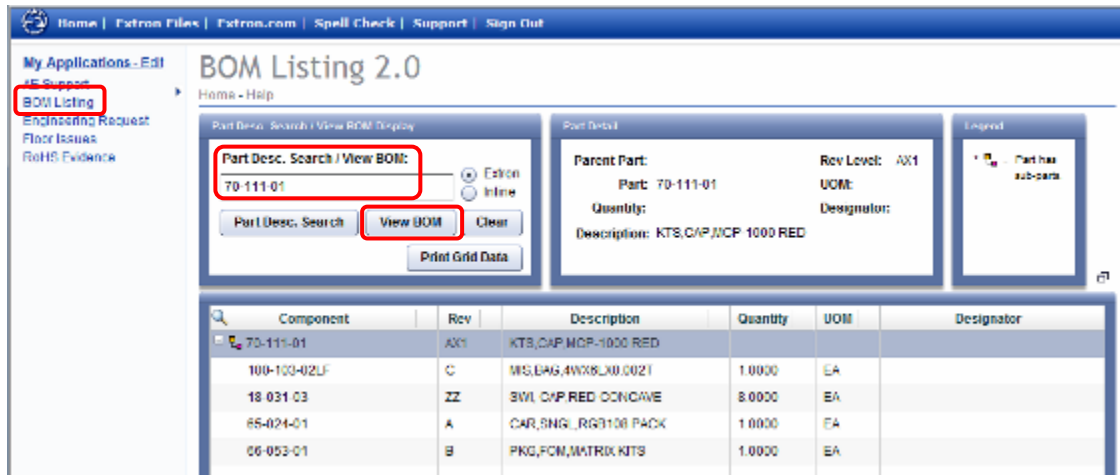 Home | Extron Files | Extron.com | Spell Check | Support | Sign Out
My Applications - Edit
AE Support
BOM Listing
Engineering Request
Floor Issues
RoHS Evidence
BOM Listing 2.0
Home - Help
Part Desc. Search / View BOM Display
Part Desc. Search / View BOM:
70-111-01
Extron
Inline
Part Desc. Search View BOM Clear
Print Grid Data
Part Detail
Parent Part: Rev Level: AX1
Part: 70-111-01 UOM:
Quantity: Designator:
Description: KTS,CAP,MCP-1000 RED
Legend
* - Part has
sub-parts
Component Rev Description Quantity UOM Designator
70-111-01 AX1 KTS,CAP,MCP-1000 RED
100-103-02LF C MIS,BAG,4WX6LX0.002T 1.0000 EA
18-031-03 ZZ SWI, CAP,RED CONCAVE 8.0000 EA
65-024-01 A CAR,SNGL,RGB108 PACK 1.0000 EA
66-053-01 B PKG,FOM,MATRIX KITS 1.0000 EA